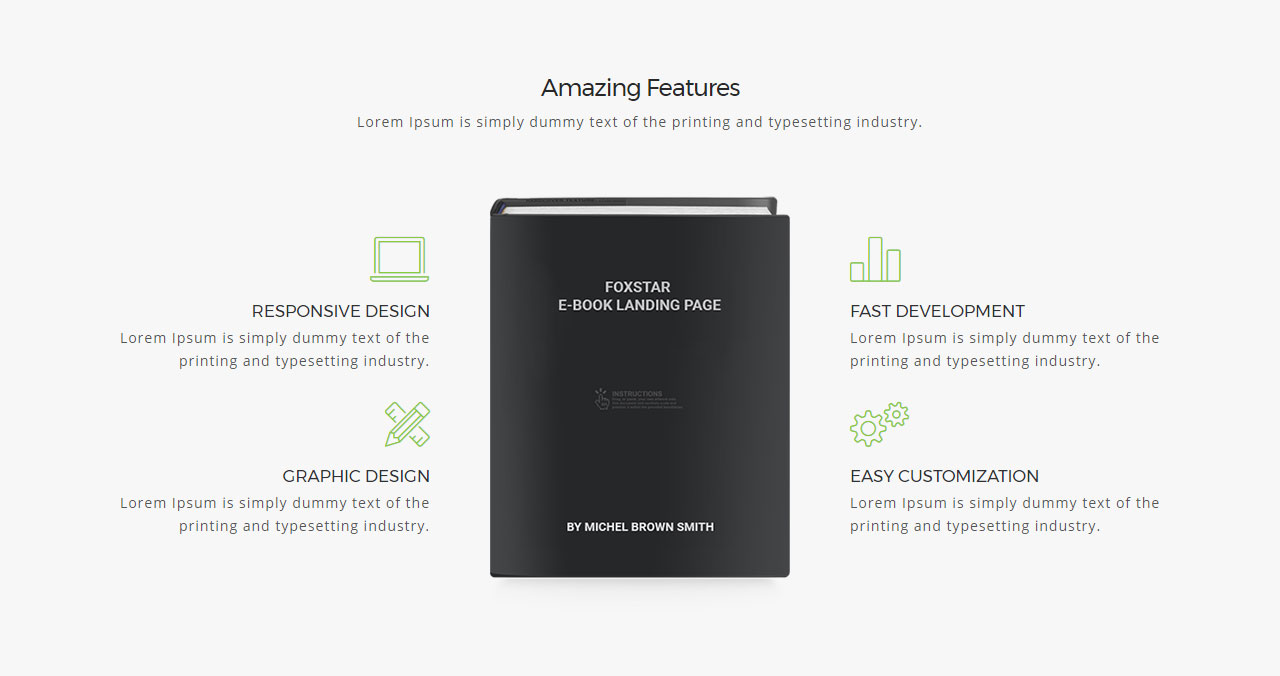 Amazing Features
Lorem Ipsum is simply dummy text of the printing and typesetting industry.
RESPONSIVE DESIGN
Lorem Ipsum is simply dummy text of the
printing and typesetting industry.
GRAPHIC DESIGN
Lorem Ipsum is simply dummy text of the
printing and typesetting industry.
FOXSTAR
E-BOOK LANDING PAGE
INSTRUCTIONS
BY MICHEL BROWN SMITH
FAST DEVELOPMENT
Lorem Ipsum is simply dummy text of the
printing and typesetting industry.
EASY CUSTOMIZATION
Lorem Ipsum is simply dummy text of the
printing and typesetting industry.